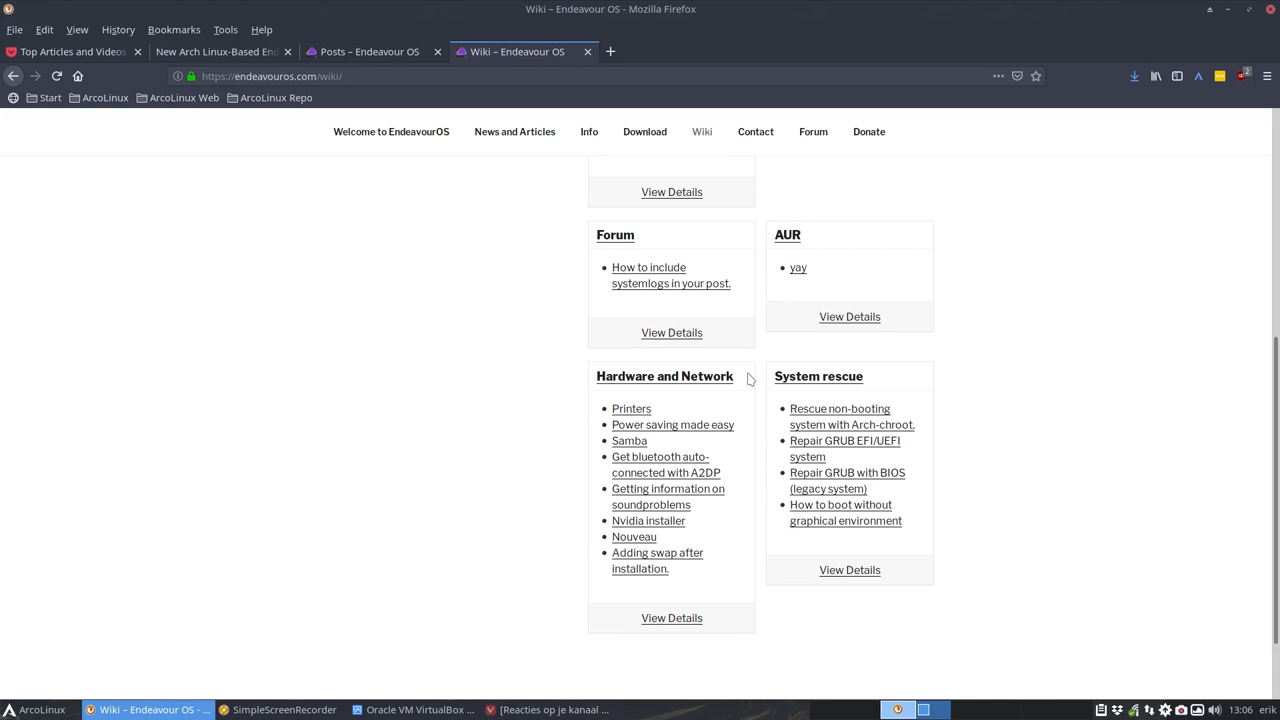 Wiki – Endeavour OS - Mozilla Firefox
File Edit View History Bookmarks Tools Help
Top Articles and Videos
New Arch Linux-Based End
Posts – Endeavour OS
Wiki – Endeavour OS
https://endeavouros.com/wiki/
2
Start ArcoLinux ArcoLinux Web ArcoLinux Repo
Welcome to EndeavourOS News and Articles Info Download Wiki Contact Forum Donate
View Details
Forum
How to include
systemlogs in your post.
View Details
AUR
yay
View Details
Hardware and Network
Printers
Power saving made easy
Samba
Get bluetooth auto-
connected with A2DP
Getting information on
soundproblems
Nvidia installer
Nouveau
Adding swap after
installation.
View Details
System rescue
Rescue non-booting
system with Arch-chroot.
Repair GRUB EFI/UEFI
system
Repair GRUB with BIOS
(legacy system)
How to boot without
graphical environment
View Details
ArcoLinux
Wiki – Endeavour OS - ...
SimpleScreenRecorder
Oracle VM VirtualBox ...
[Reacties op je kanaal ...
13:06 erik